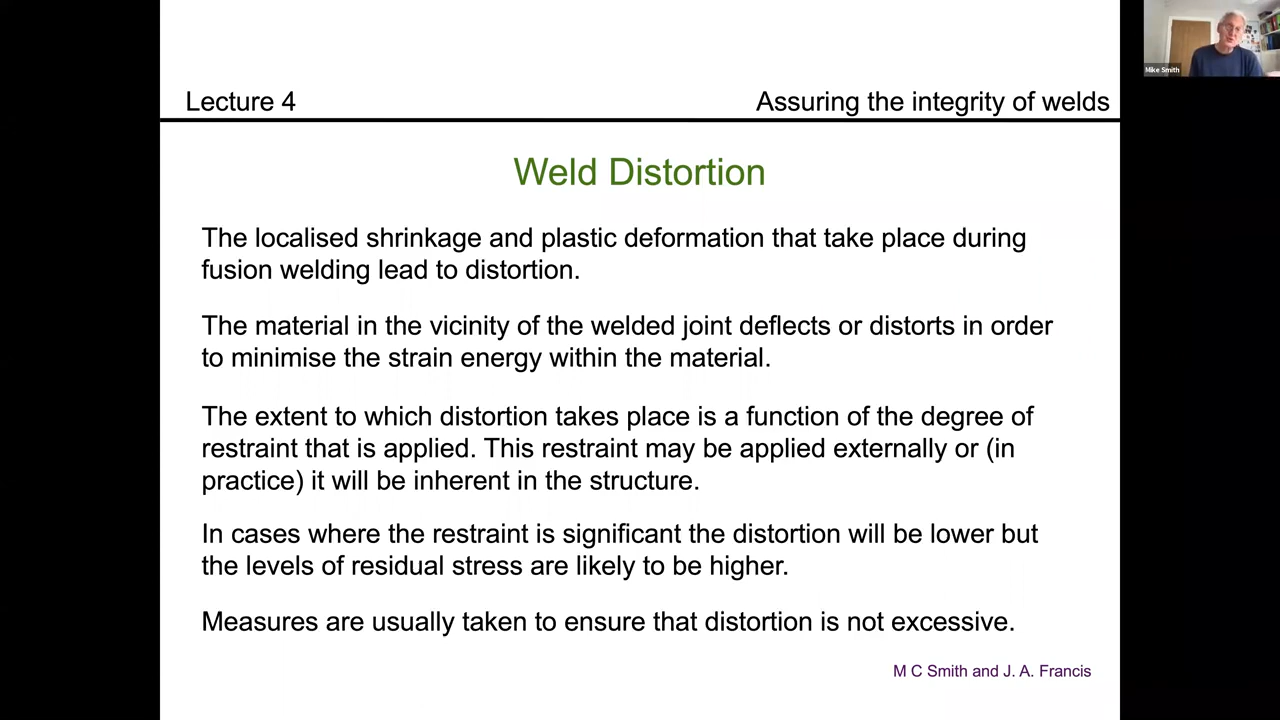 Lecture 4
Assuring the integrity of welds
Mike Smith
Weld Distortion
The localised shrinkage and plastic deformation that take place during
fusion welding lead to distortion.
The material in the vicinity of the welded joint deflects or distorts in order
to minimise the strain energy within the material.
The extent to which distortion takes place is a function of the degree of
restraint that is applied. This restraint may be applied externally or (in
practice) it will be inherent in the structure.
In cases where the restraint is significant the distortion will be lower but
the levels of residual stress are likely to be higher.
Measures are usually taken to ensure that distortion is not excessive.
M C Smith and J. A. Francis